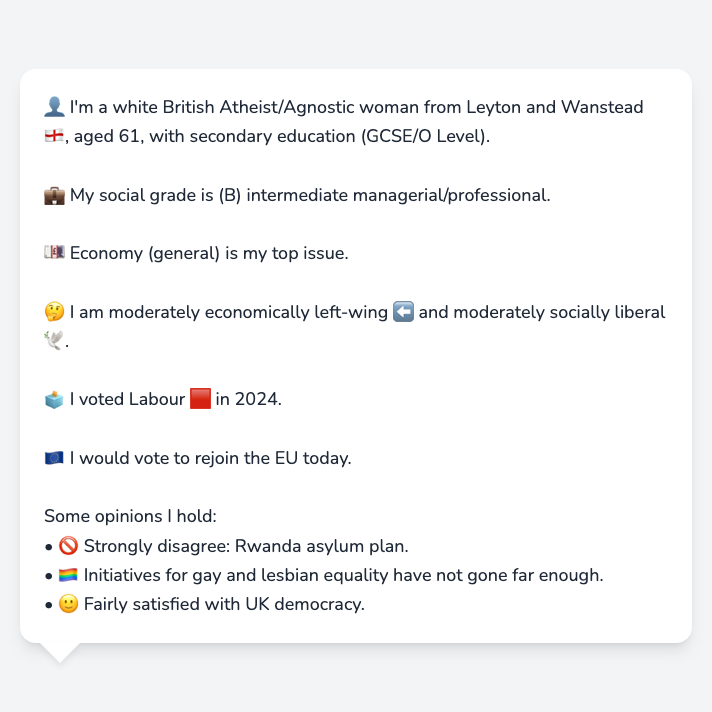 👤 I'm a white British Atheist/Agnostic woman from Leyton and Wanstead
🏴󠁧󠁢󠁥󠁮󠁧󠁿, aged 61, with secondary education (GCSE/O Level).
💼 My social grade is (B) intermediate managerial/professional.
💷 Economy (general) is my top issue.
🤔 I am moderately economically left-wing ⬅️ and moderately socially liberal
🕊️.
🗳️ I voted Labour 🟥 in 2024.
🇪🇺 I would vote to rejoin the EU today.
Some opinions I hold:
• 🚫 Strongly disagree: Rwanda asylum plan.
• 🏳️‍🌈 Initiatives for gay and lesbian equality have not gone far enough.
• 🙂 Fairly satisfied with UK democracy.